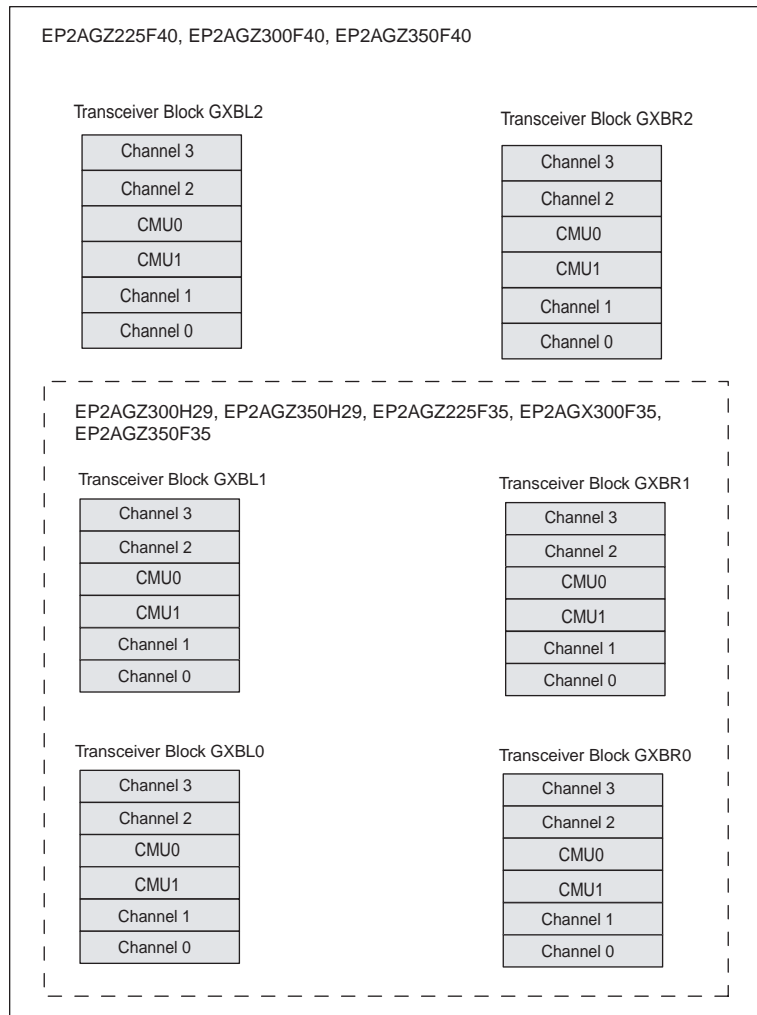 EP2AGZ225F40, EP2AGZ300F40, EP2AGZ350F40
Transceiver Block GXBL2
Channel 3
Channel 2
CMU0
CMU1
Channel 1
Channel 0
Transceiver Block GXBR2
Channel 3
Channel 2
CMU0
CMU1
Channel 1
Channel 0
EP2AGZ300H29, EP2AGZ350H29, EP2AGZ225F35, EP2AGX300F35,
EP2AGZ350F35
Transceiver Block GXBL1
Channel 3
Channel 2
CMU0
CMU1
Channel 1
Channel 0
Transceiver Block GXBR1
Channel 3
Channel 2
CMU0
CMU1
Channel 1
Channel 0
Transceiver Block GXBL0
Channel 3
Channel 2
CMU0
CMU1
Channel 1
Channel 0
Transceiver Block GXBR0
Channel 3
Channel 2
CMU0
CMU1
Channel 1
Channel 0